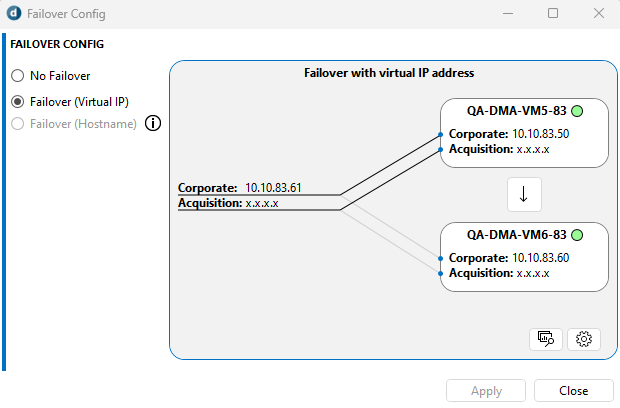 Failover Config
FAILOVER CONFIG
No Failover
Failover (Virtual IP)
Failover (Hostname)
Failover with virtual IP address
QA-DMA-VM5-83
Corporate: 10.10.83.50
Acquisition: x.x.x.x
Corporate: 10.10.83.61
Acquisition: x.x.x.x
QA-DMA-VM6-83
Corporate: 10.10.83.60
Acquisition: x.x.x.x
Apply
Close